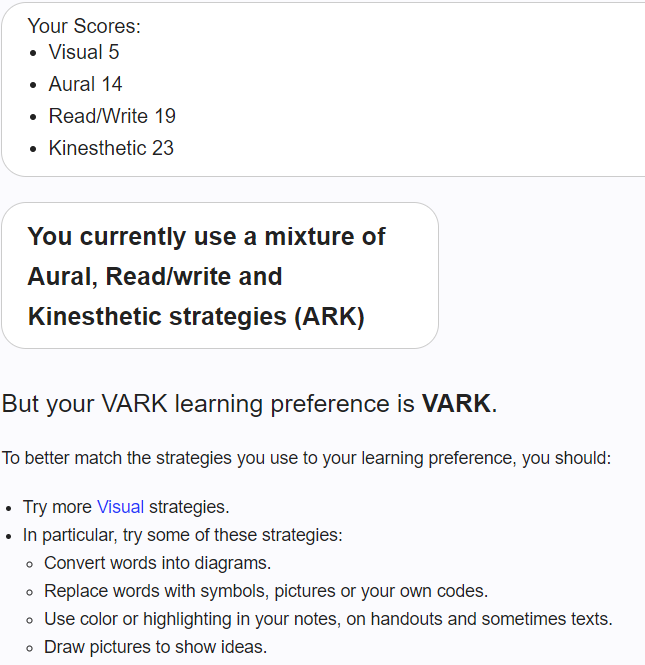 Your Scores:
• Visual 5
• Aural 14
• Read/Write 19
• Kinesthetic 23
You currently use a mixture of
Aural, Read/write and
Kinesthetic strategies (ARK)
But your VARK learning preference is VARK.
To better match the strategies you use to your learning preference, you should:
• Try more Visual strategies.
• In particular, try some of these strategies:
◦ Convert words into diagrams.
◦ Replace words with symbols, pictures or your own codes.
◦ Use color or highlighting in your notes, on handouts and sometimes texts.
◦ Draw pictures to show ideas.